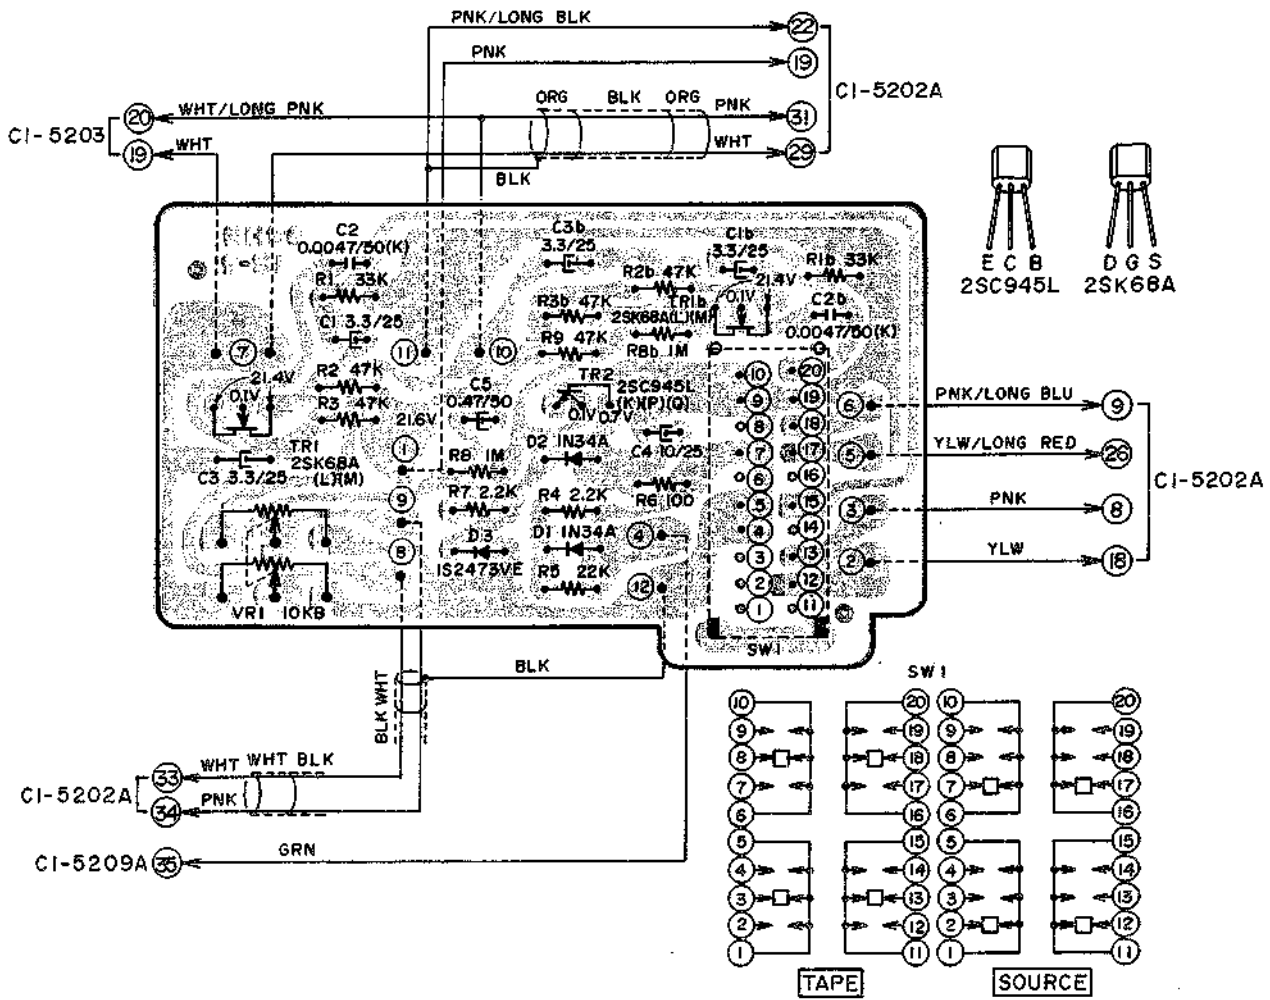 PNK/LONG BLK
22
PNK
19
CI-5202A
ORG BLK ORG
WHT/LONG PNK
PNK
20
31
CI-5203
WHT
WHT
19
29
BLK
E C B
2SC945L
D G S
2SK68A
C2
0.0047/50(K)
R1 33K
C1 3.3/25
C3b
3.3/25
R2b 47K
C1b
3.3/25
R1b 33K
21.4V
0.1V
TR1b
2SK68A(L)(M)
C2b
0.0047/50(K)
R3b 47K
R8b 1M
R9 47K
7
11
10
21.4V
0.1V
R2 47K
R3 47K
21.6V
C5
0.47/50
TR2
2SC945L
(K)(P)(Q)
0.1V 0.7V
TR1
2SK68A
(L)(M)
C3 3.3/25
1
9
8
R8 1M
R7 2.2K
D3
1S2473VE
D2 1N34A
R4 2.2K
D1 1N34A
R5 22K
C4 10/25
R6 100
4
12
VR1 10KB
10 20
9 19
8 18
7 17
6 16
5 15
4 14
3 13
2 12
1 11
SW1
6
5
3
2
PNK/LONG BLU
9
YLW/LONG RED
26
PNK
8
YLW
18
CI-5202A
BLK
BLK WHT
CI-5202A
33
WHT WHT BLK
34
PNK
CI-5209A 35
GRN
SW1
10 20 10 20
9 19 9 19
8 18 8 18
7 17 7 17
6 16 6 16
5 15 5 15
4 14 4 14
3 13 3 13
2 12 2 12
1 11 1 11
TAPE
SOURCE